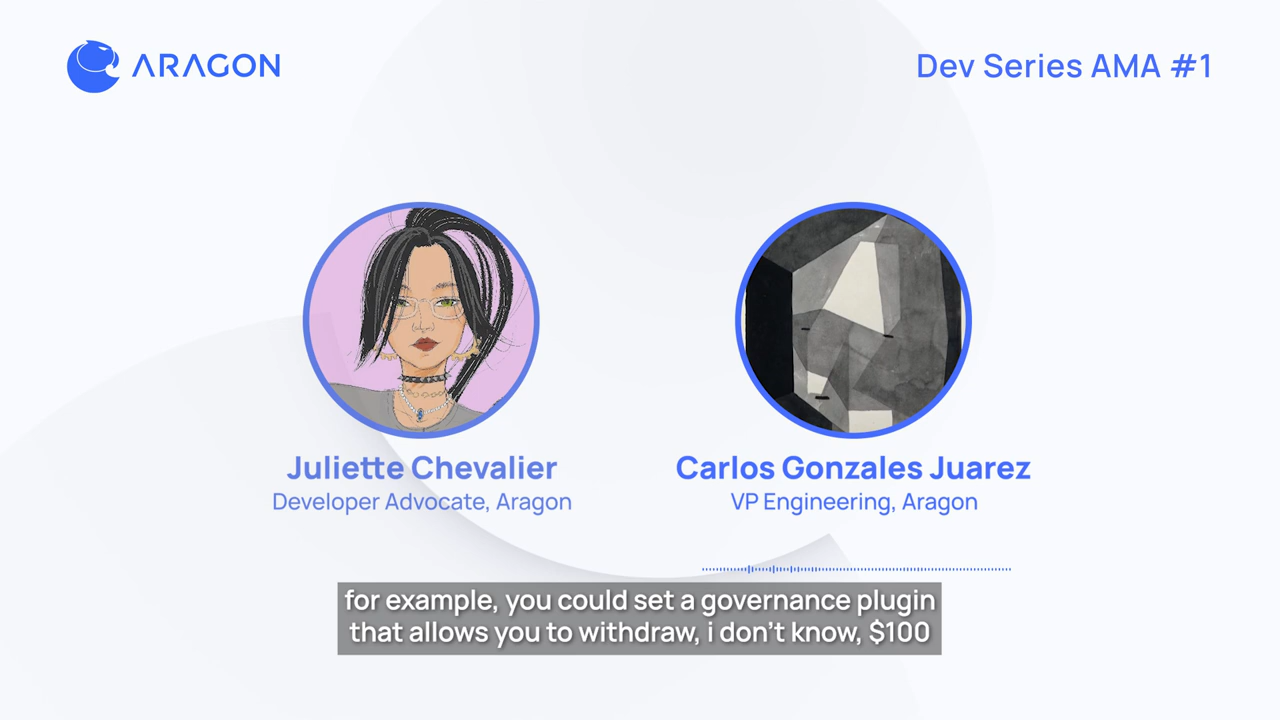 ARAGON
Dev Series AMA #1
Juliette Chevalier
Developer Advocate, Aragon
Carlos Gonzales Juarez
VP Engineering, Aragon
for example, you could set a governance plugin
that allows you to withdraw, i don't know, $100